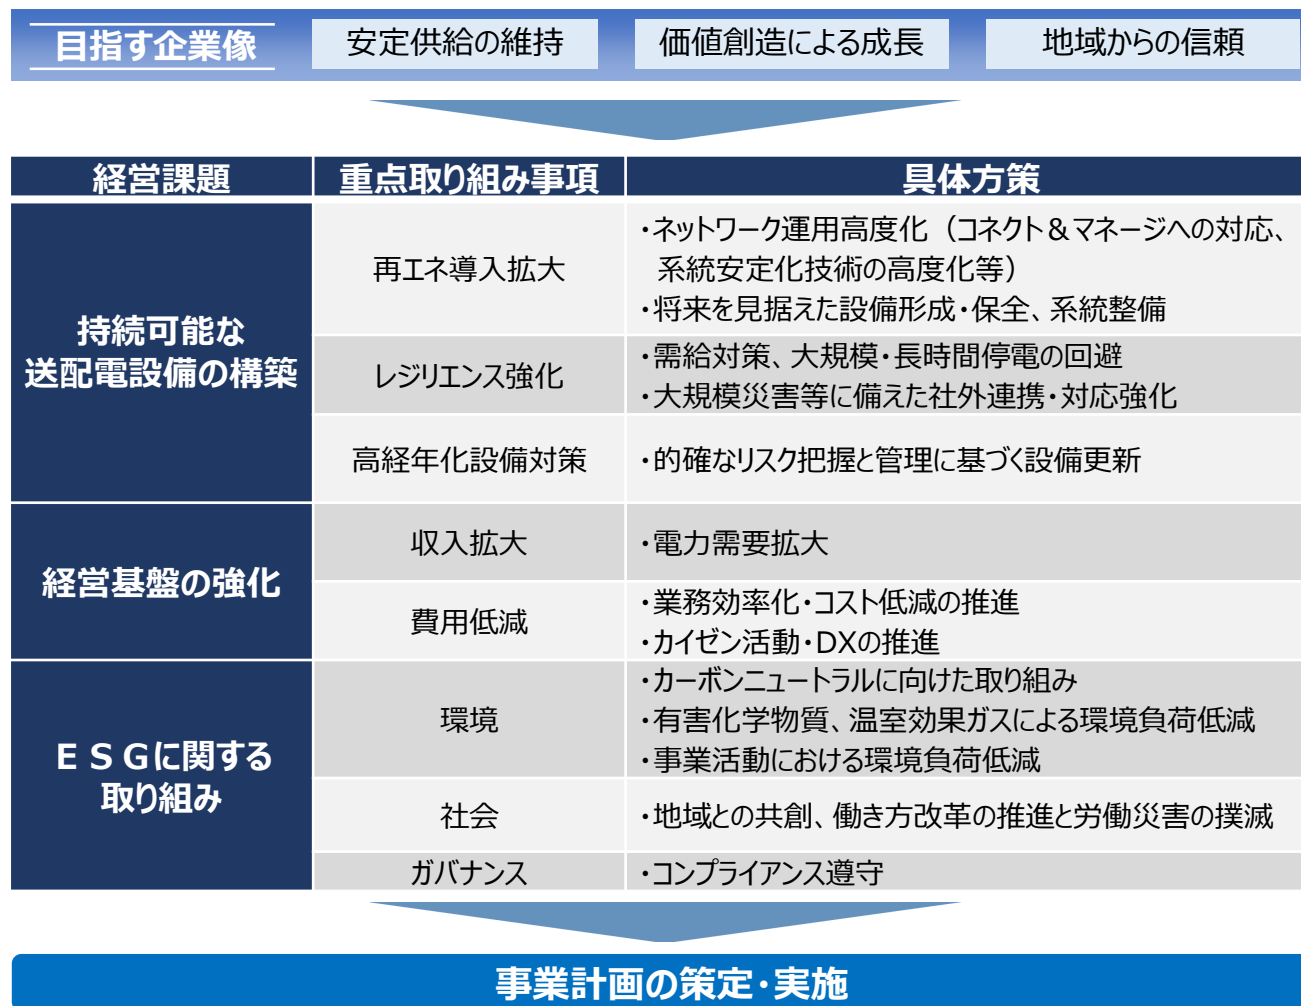 目指す企業像
安定供給の維持
価値創造による成長
地域からの信頼
経営課題
重点取り組み事項
具体方策
持続可能な
送配電設備の構築
再エネ導入拡大
・ネットワーク運用高度化（コネクト＆マネージへの対応、
系統安定化技術の高度化等）
・将来を見据えた設備形成・保全、系統整備
レジリエンス強化
・需給対策、大規模・長時間停電の回避
・大規模災害等に備えた社外連携・対応強化
高経年化設備対策
・的確なリスク把握と管理に基づく設備更新
経営基盤の強化
収入拡大
・電力需要拡大
費用低減
・業務効率化・コスト低減の推進
・カイゼン活動・DXの推進
ＥＳＧに関する
取り組み
環境
・カーボンニュートラルに向けた取り組み
・有害化学物質、温室効果ガスによる環境負荷低減
・事業活動における環境負荷低減
社会
・地域との共創、働き方改革の推進と労働災害の撲滅
ガバナンス
・コンプライアンス遵守
事業計画の策定・実施